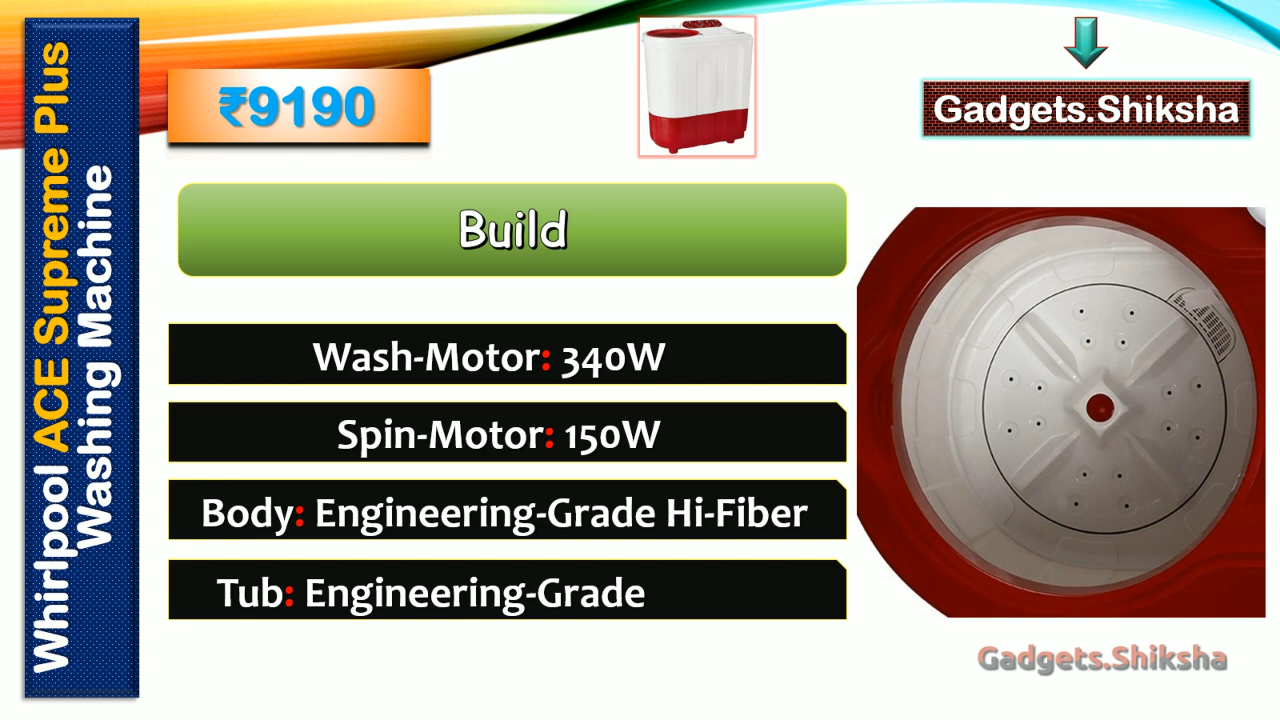 Whirlpool ACE Supreme Plus
Washing Machine
₹9190
Gadgets.Shiksha
Build
Wash-Motor: 340W
Spin-Motor: 150W
Body: Engineering-Grade Hi-Fiber
Tub: Engineering-Grade
Gadgets.Shiksha